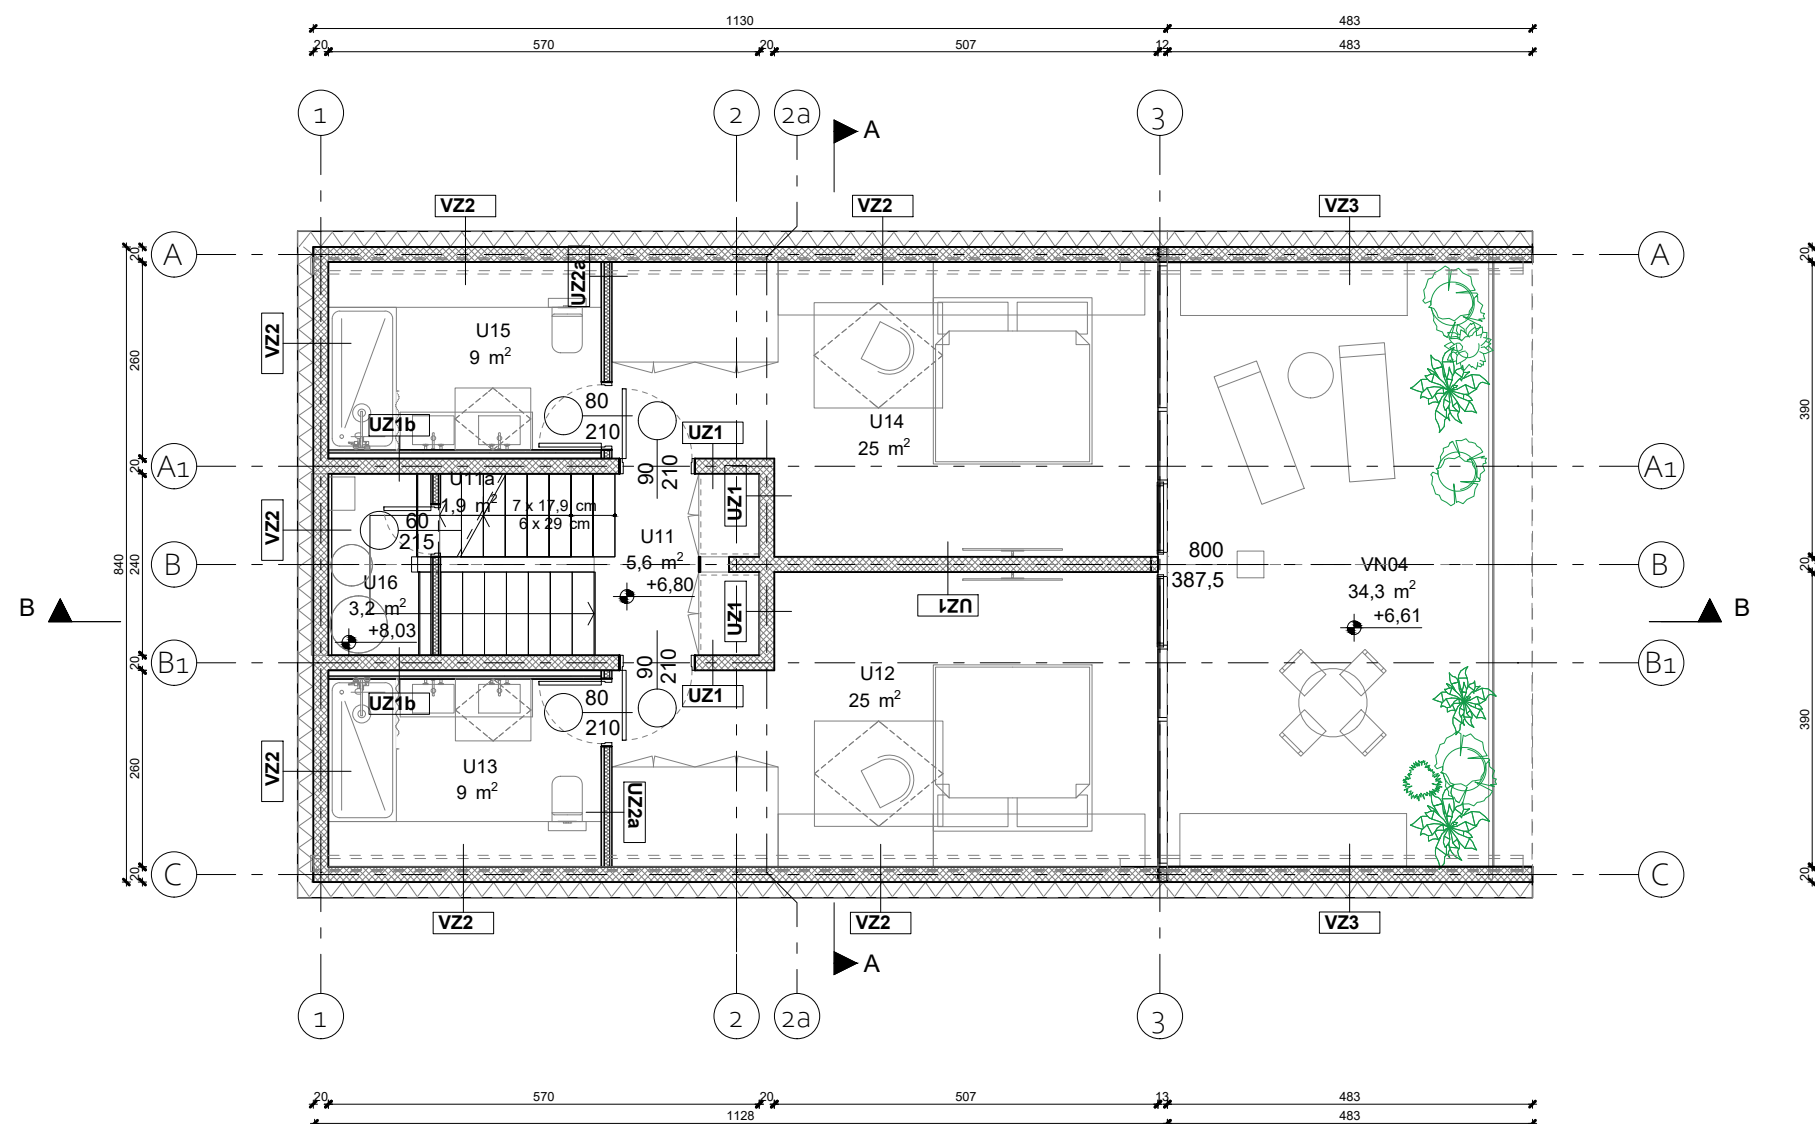 1130 483
20 570 20 507 12 483
1 2 2a 3
A
VZ2 VZ2 VZ3
A A
20 20
UZ2a
U15
9 m²
VZ2
260
80
210
UZ1b
UZ1
U14
25 m²
390
90
210
A1 A1
20
U11a
1,9 m²
7 x 17,9 cm
6 x 29 cm
UZ1
VZ2
60
215
U11
5,6 m²
+6,80
800
387,5
840
240
B B
20
VN04
34,3 m²
+6,61
U16
3,2 m²
+8,03
UZ1
UZ1
B B
B1 B1
20
90
210
UZ1
80
210
UZ1b
U12
25 m²
390
VZ2
U13
9 m²
260
UZ2a
C C
20 20
VZ2 VZ2 VZ3
A
1 2 2a 3
20 570 20 507 13 483
1128 483